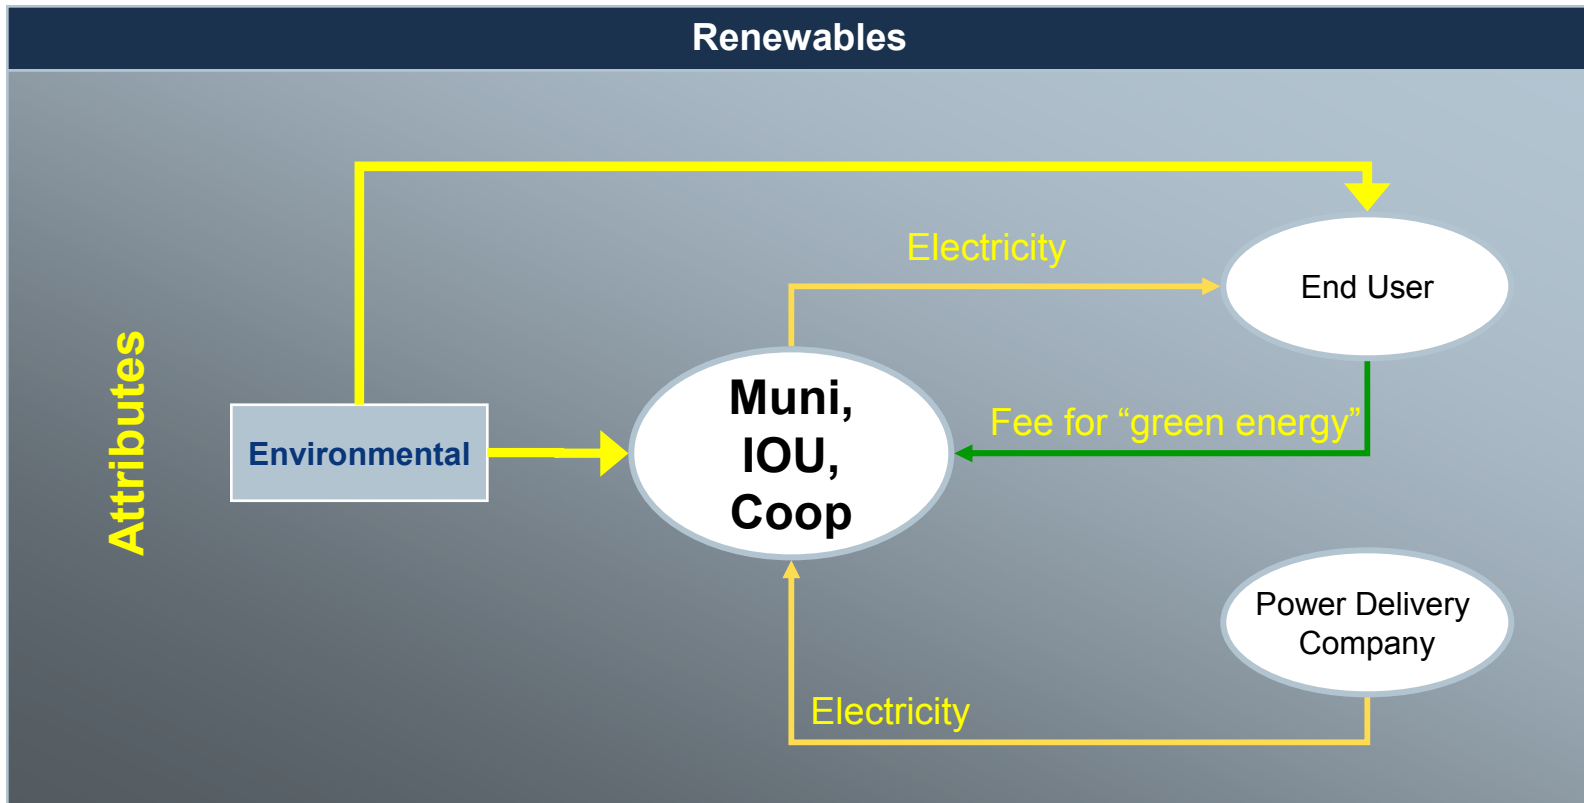 Renewables
Electricity
End User
Attributes
Environmental
Muni,
IOU,
Coop
Fee for “green energy”
Power Delivery
Company
Electricity